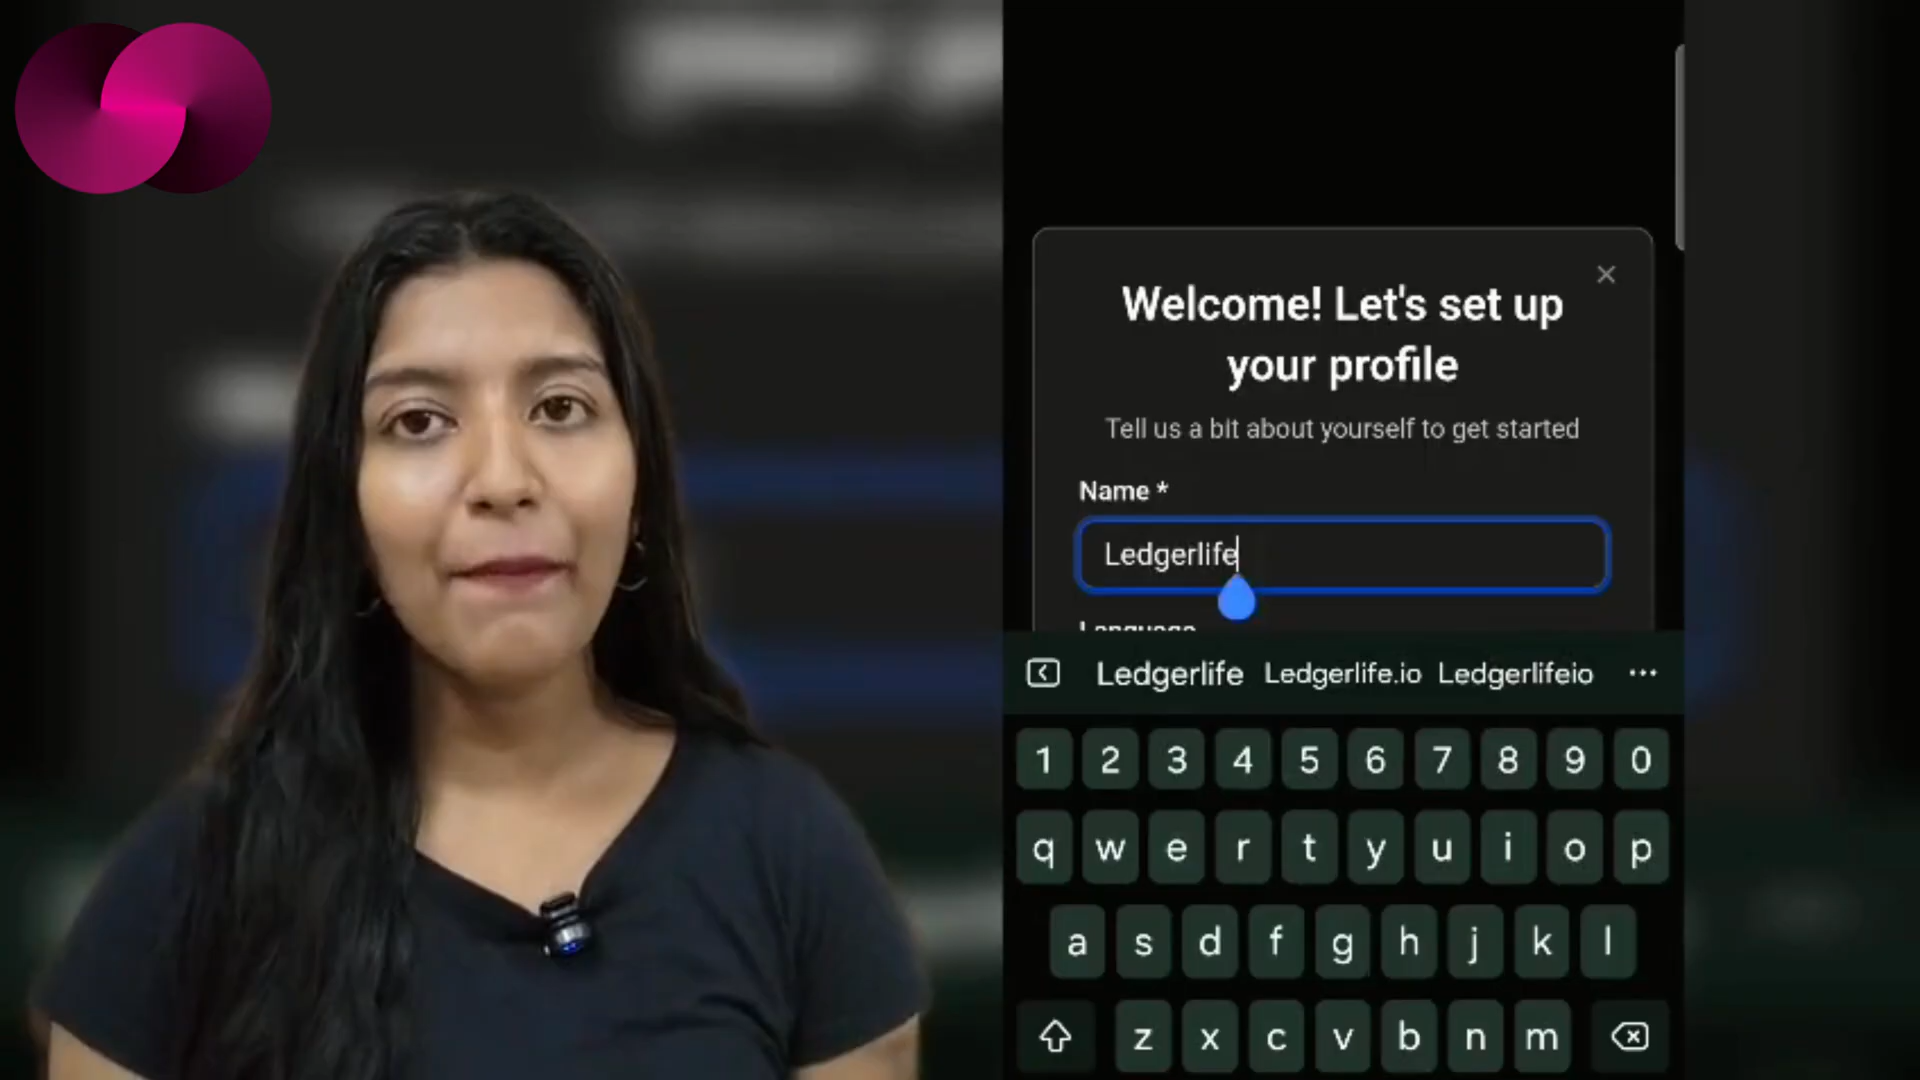 Welcome! Let's set up
your profile
Tell us a bit about yourself to get started
Name *
Ledgerlife
Language
Ledgerlife Ledgerlife.io Ledgerlifeio ...
1 2 3 4 5 6 7 8 9 0
q w e r t y u i o p
a s d f g h j k l
z x c v b n m